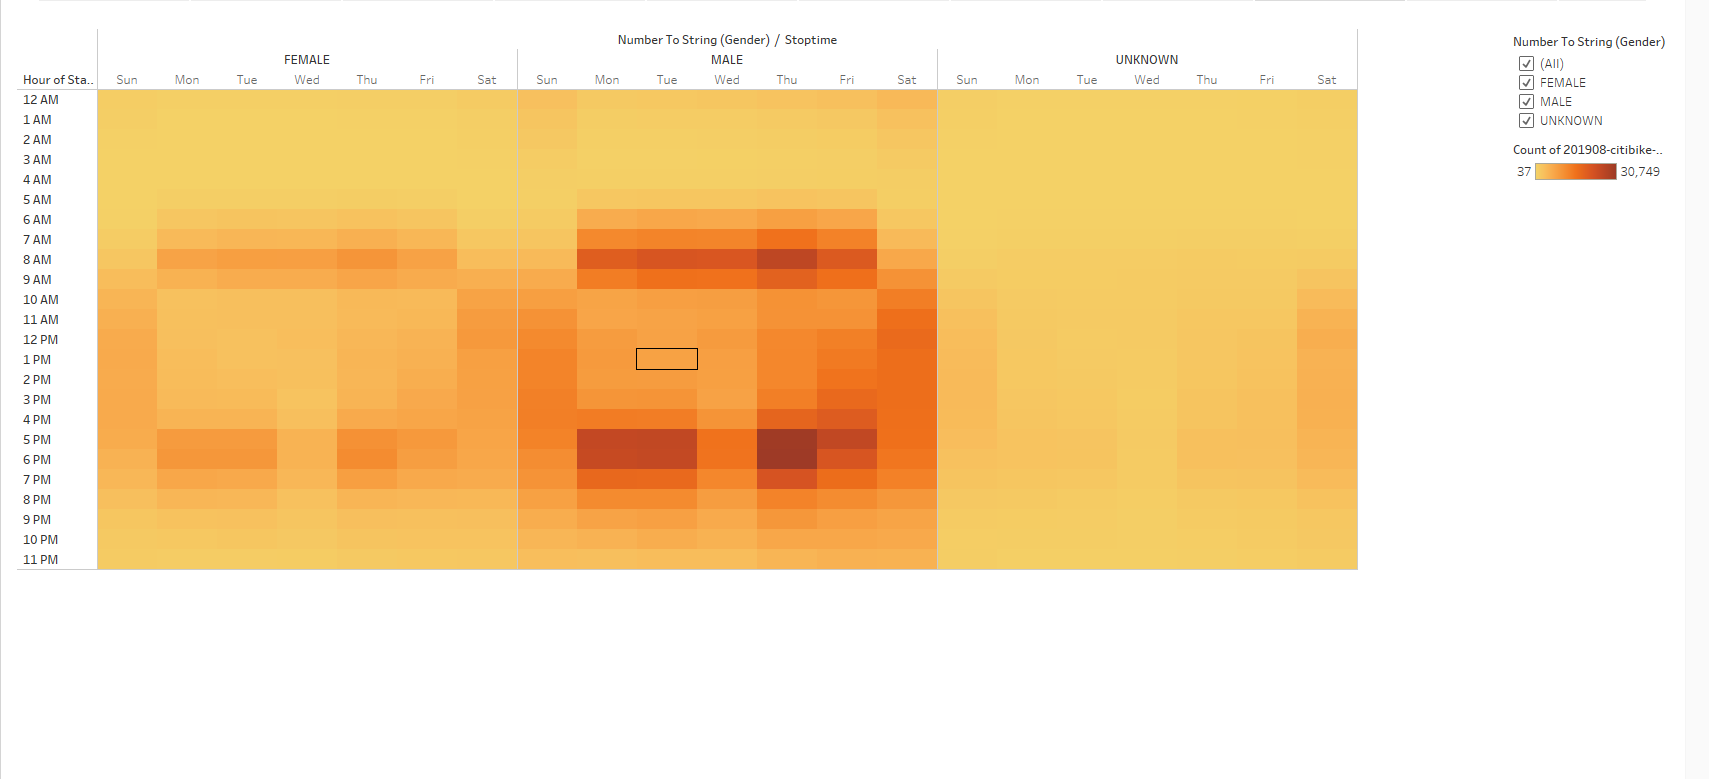 Number To String (Gender) / Stoptime
FEMALE MALE UNKNOWN
Hour of Sta.. Sun Mon Tue Wed Thu Fri Sat Sun Mon Tue Wed Thu Fri Sat Sun Mon Tue Wed Thu Fri Sat
12 AM
1 AM
2 AM
3 AM
4 AM
5 AM
6 AM
7 AM
8 AM
9 AM
10 AM
11 AM
12 PM
1 PM
2 PM
3 PM
4 PM
5 PM
6 PM
7 PM
8 PM
9 PM
10 PM
11 PM
Number To String (Gender)
(All)
FEMALE
MALE
UNKNOWN
Count of 201908-citibike-..
37 30,749